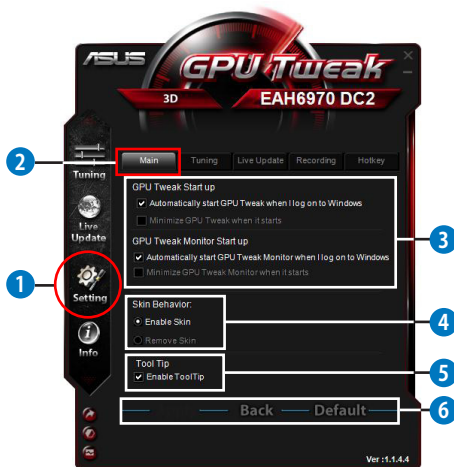 ASUS
GPU Tweak
3D
EAH6970 DC2
2
Main
Tuning
Live Update
Recording
Hotkey
Tuning
GPU Tweak Start up
Automatically start GPU Tweak when I log on to Windows
Minimize GPU Tweak when it starts
Live
Update
3
GPU Tweak Monitor Start up
Automatically start GPU Tweak Monitor when I log on to Windows
Minimize GPU Tweak Monitor when it starts
1
Setting
Skin Behavior:
Enable Skin
Remove Skin
4
Info
Tool Tip
Enable ToolTip
5
Back
Default
6
Ver :1.1.4.4